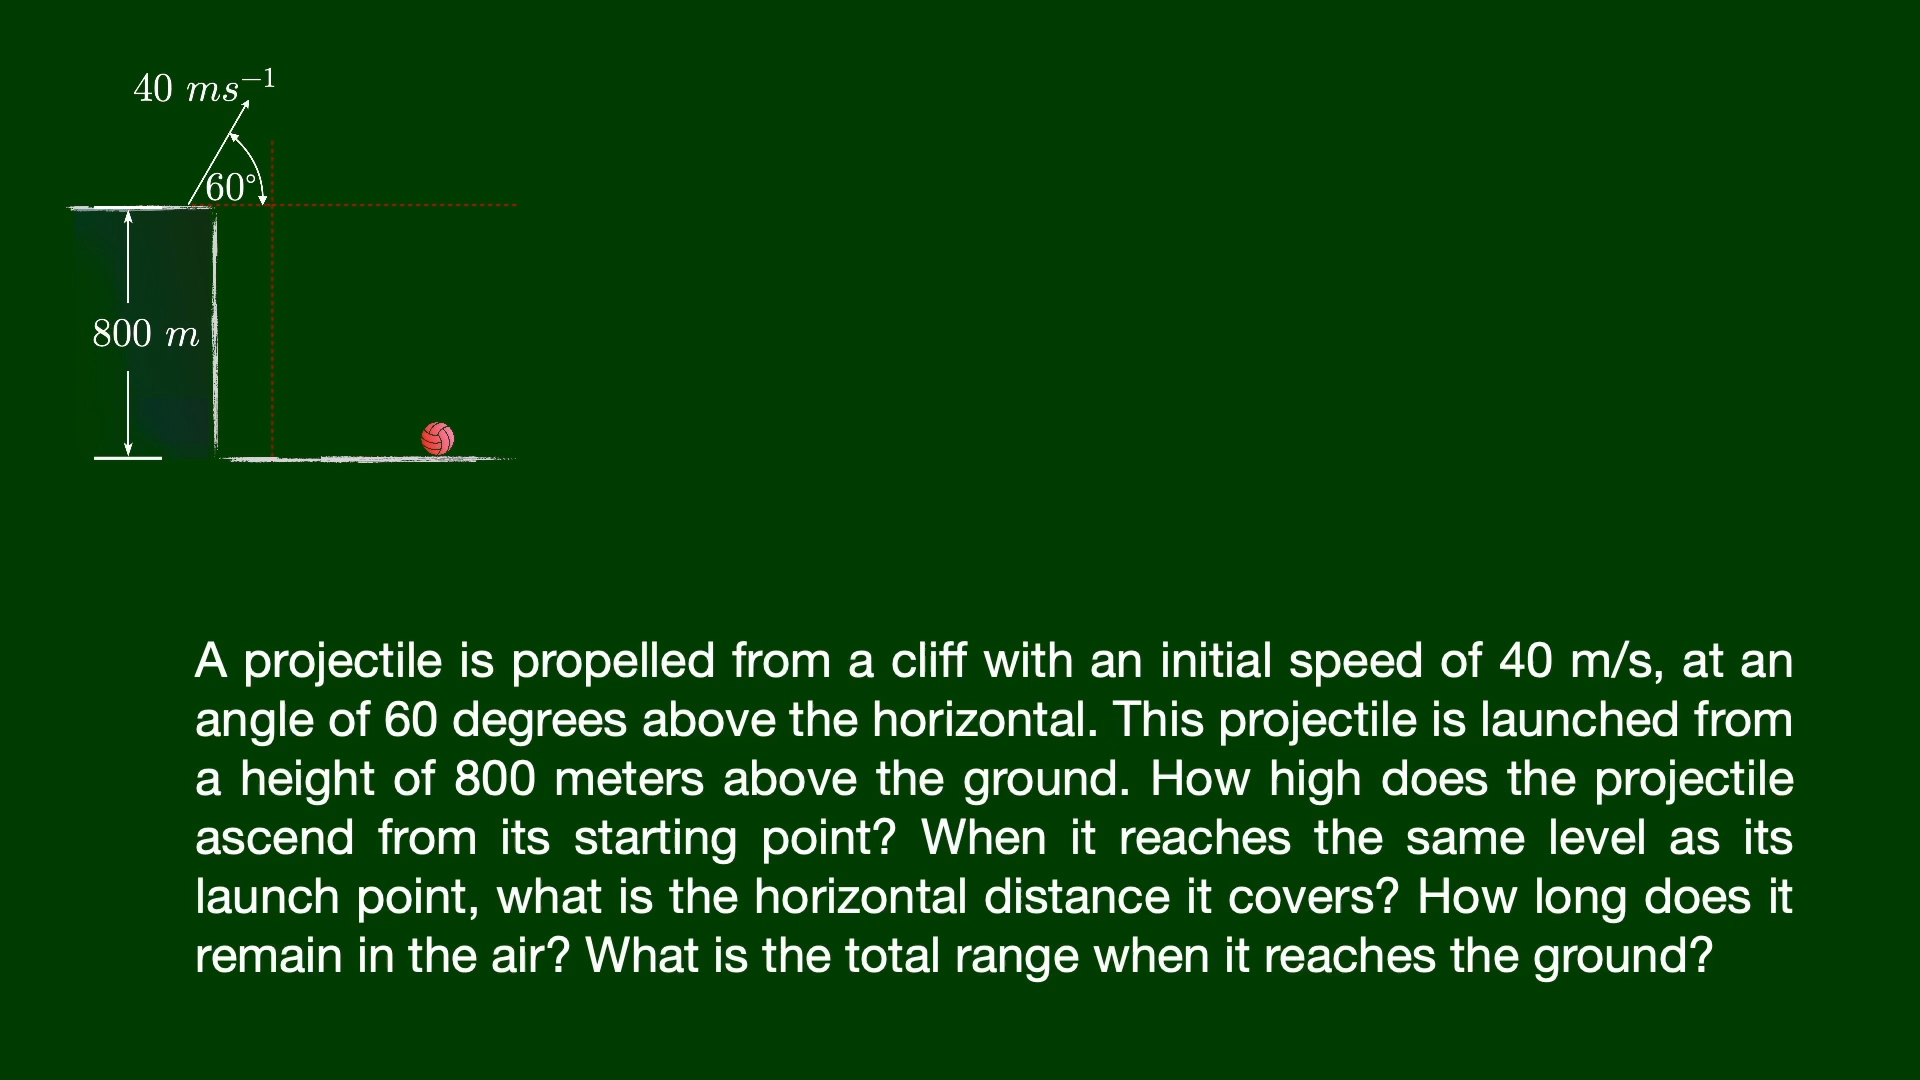 40 ms⁻¹
60°
800 m
A projectile is propelled from a cliff with an initial speed of 40 m/s, at an
angle of 60 degrees above the horizontal. This projectile is launched from
a height of 800 meters above the ground. How high does the projectile
ascend from its starting point? When it reaches the same level as its
launch point, what is the horizontal distance it covers? How long does it
remain in the air? What is the total range when it reaches the ground?